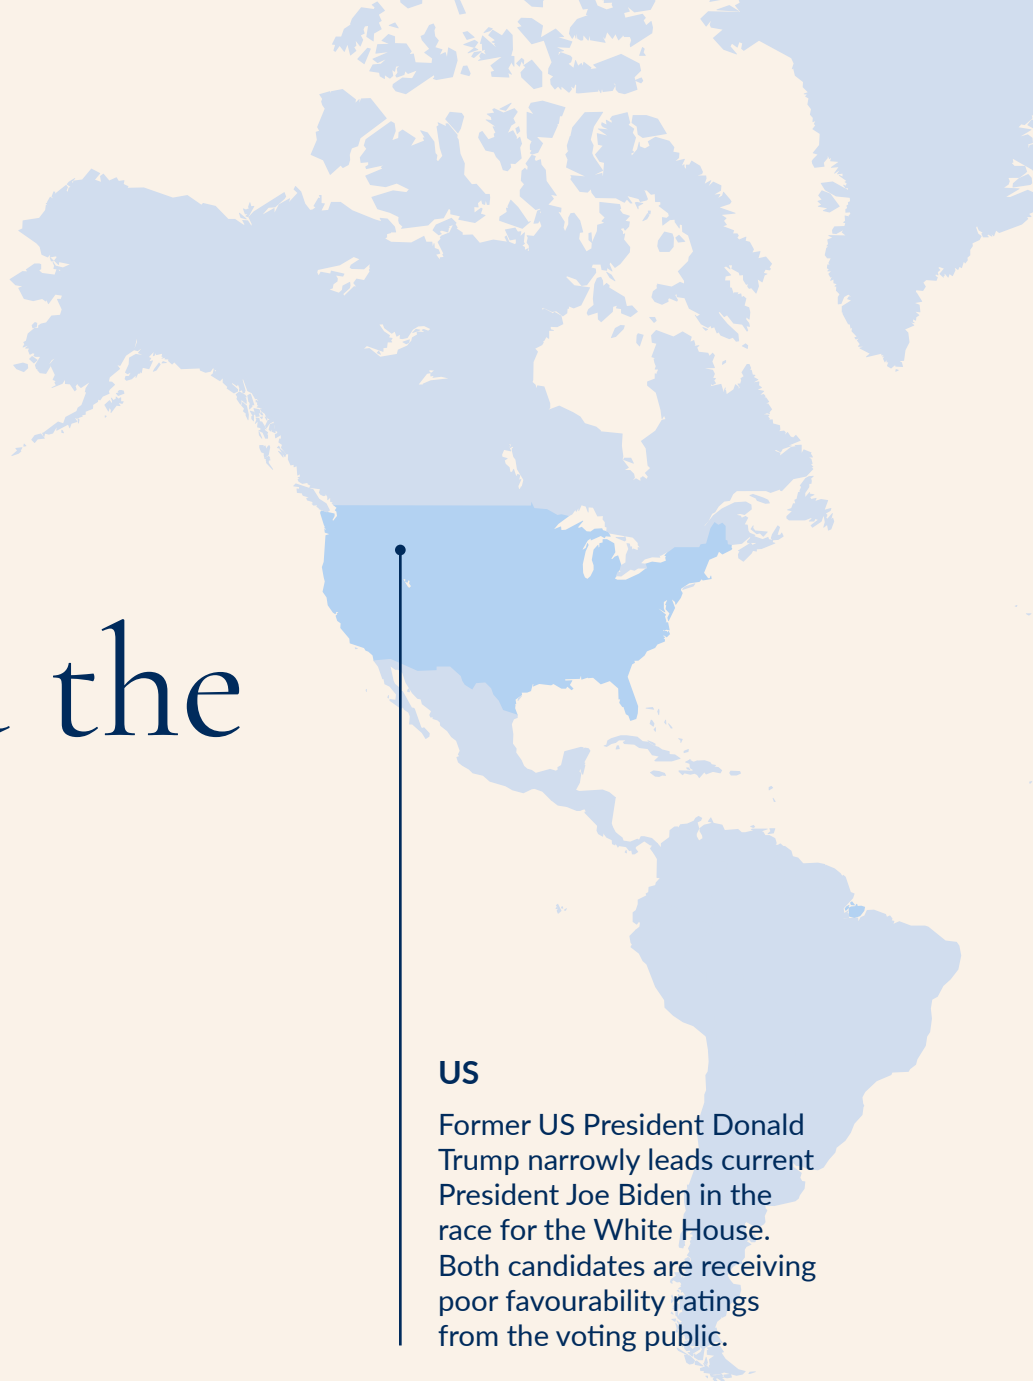 the
US
Former US President Donald
Trump narrowly leads current
President Joe Biden in the
race for the White House.
Both candidates are receiving
poor favourability ratings
from the voting public.